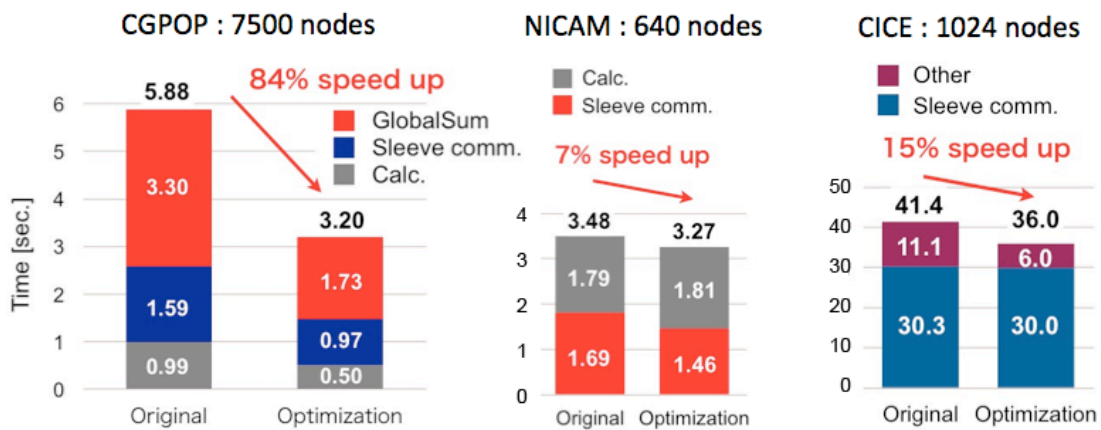 CGPOP : 7500 nodes
84% speed up
5.88
GlobalSum
Sleeve comm.
Calc.
Time [sec.]
6
5
4
3
2
1
0
3.30
1.59
0.99
3.20
1.73
0.97
0.50
Original
Optimization
NICAM : 640 nodes
Calc.
Sleeve comm.
7% speed up
4
3
2
1
0
3.48
1.79
1.69
3.27
1.81
1.46
Original
Optimization
CICE : 1024 nodes
Other
Sleeve comm.
15% speed up
50
40
30
20
10
0
41.4
11.1
30.3
36.0
6.0
30.0
Original
Optimization